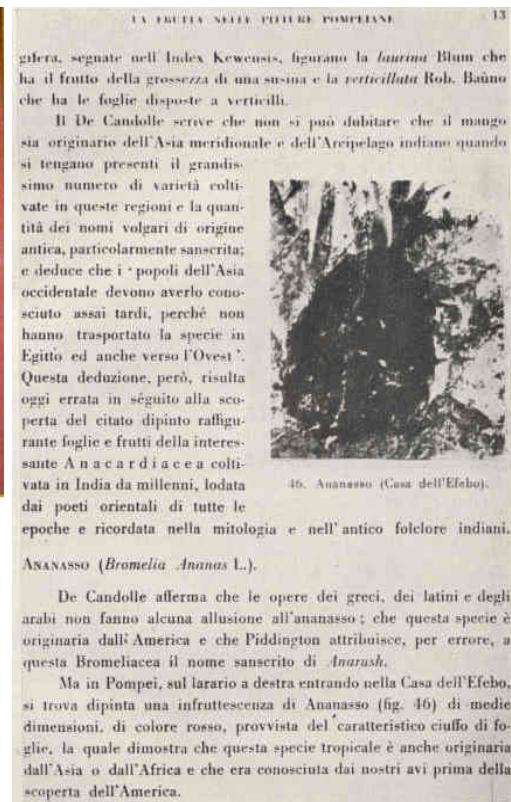 LA FRUTTA NELLE PITTURE POMPEIANE 13
gifera, segnate nell'Index Kewensis, figurano la laurina Blum che
ha il frutto della grossezza di una susina e la verticillata Rob. Baùno
che ha le foglie disposte a verticilli.
Il De Candolle scrive che non si può dubitare che il mango
sia originario dell'Asia meridionale e dell'Arcipelago indiano quando
si tengano presenti il grandis-
simo numero di varietà colti-
vate in queste regioni e la quan-
tità dei nomi volgari di origine
antica, particolarmente sanscrita;
e deduce che i ' popoli dell'Asia
occidentale devono averlo cono-
sciuto assai tardi, perché non
hanno trasportato la specie in
Egitto ed anche verso l'Ovest '.
Questa deduzione, però, risulta
oggi errata in séguito alla sco-
perta del citato dipinto raffigu-
rante foglie e frutti della interes-
sante Anacardiacea colti-
vata in India da millenni, lodata
dai poeti orientali di tutte le
epoche e ricordata nella mitologia e nell'antico folclore indiani.
46. Ananasso (Casa dell'Efebo).
ANANASSO (Bromelia Ananas L.).
De Candolle afferma che le opere dei greci, dei latini e degli
arabi non fanno alcuna allusione all'ananasso ; che questa specie è
originaria dall'America e che Piddington attribuisce, per errore, a
questa Bromeliacea il nome sanscrito di Anarush.
Ma in Pompei, sul larario a destra entrando nella Casa dell'Efebo,
si trova dipinta una infruttescenza di Ananasso (fig. 46) di medie
dimensioni, di colore rosso, provvista del caratteristico ciuffo di fo-
glie, la quale dimostra che questa specie tropicale è anche originaria
dall'Asia o dall'Africa e che era conosciuta dai nostri avi prima della
scoperta dell'America.